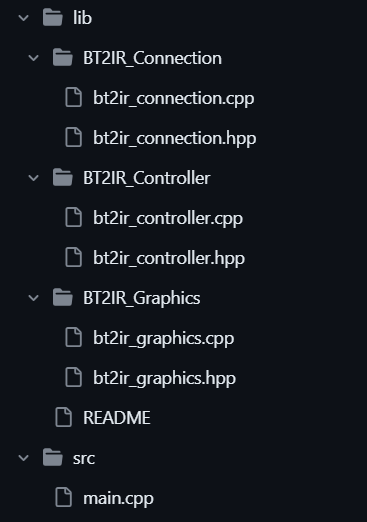 lib
BT2IR_Connection
bt2ir_connection.cpp
bt2ir_connection.hpp
BT2IR_Controller
bt2ir_controller.cpp
bt2ir_controller.hpp
BT2IR_Graphics
bt2ir_graphics.cpp
bt2ir_graphics.hpp
README
src
main.cpp